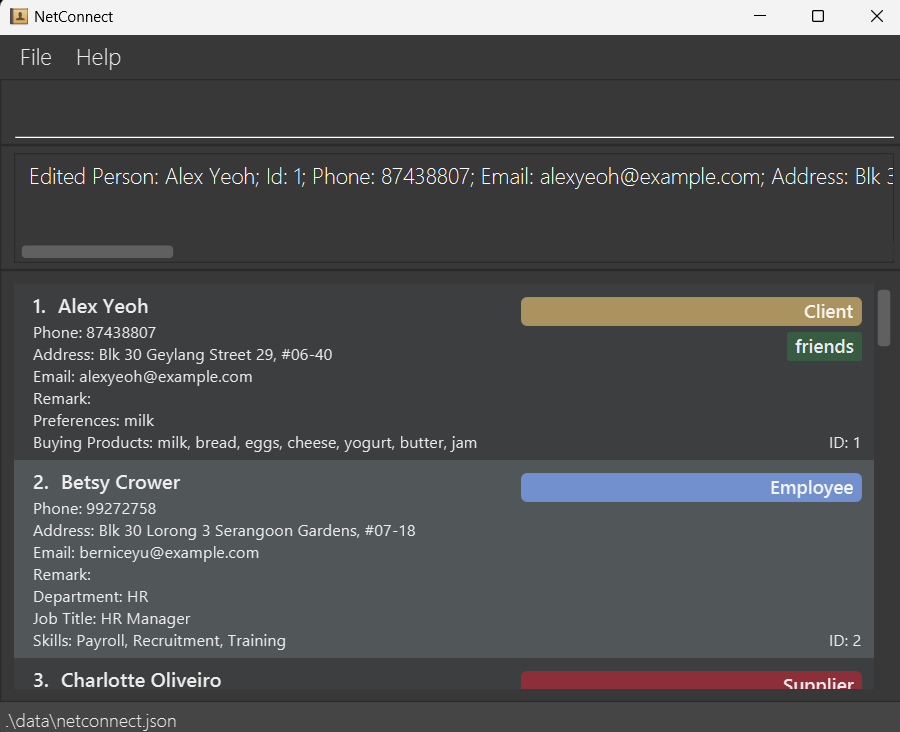 NetConnect
File Help
Edited Person: Alex Yeoh; Id: 1; Phone: 87438807; Email: alexyeoh@example.com; Address: Blk 3
1. Alex Yeoh
Client
Phone: 87438807
friends
Address: Blk 30 Geylang Street 29, #06-40
Email: alexyeoh@example.com
Remark:
Preferences: milk
Buying Products: milk, bread, eggs, cheese, yogurt, butter, jam
ID: 1
2. Betsy Crower
Employee
Phone: 99272758
Address: Blk 30 Lorong 3 Serangoon Gardens, #07-18
Email: berniceyu@example.com
Remark:
Department: HR
Job Title: HR Manager
Skills: Payroll, Recruitment, Training
ID: 2
3. Charlotte Oliveiro
Supplier
.\data\netconnect.json